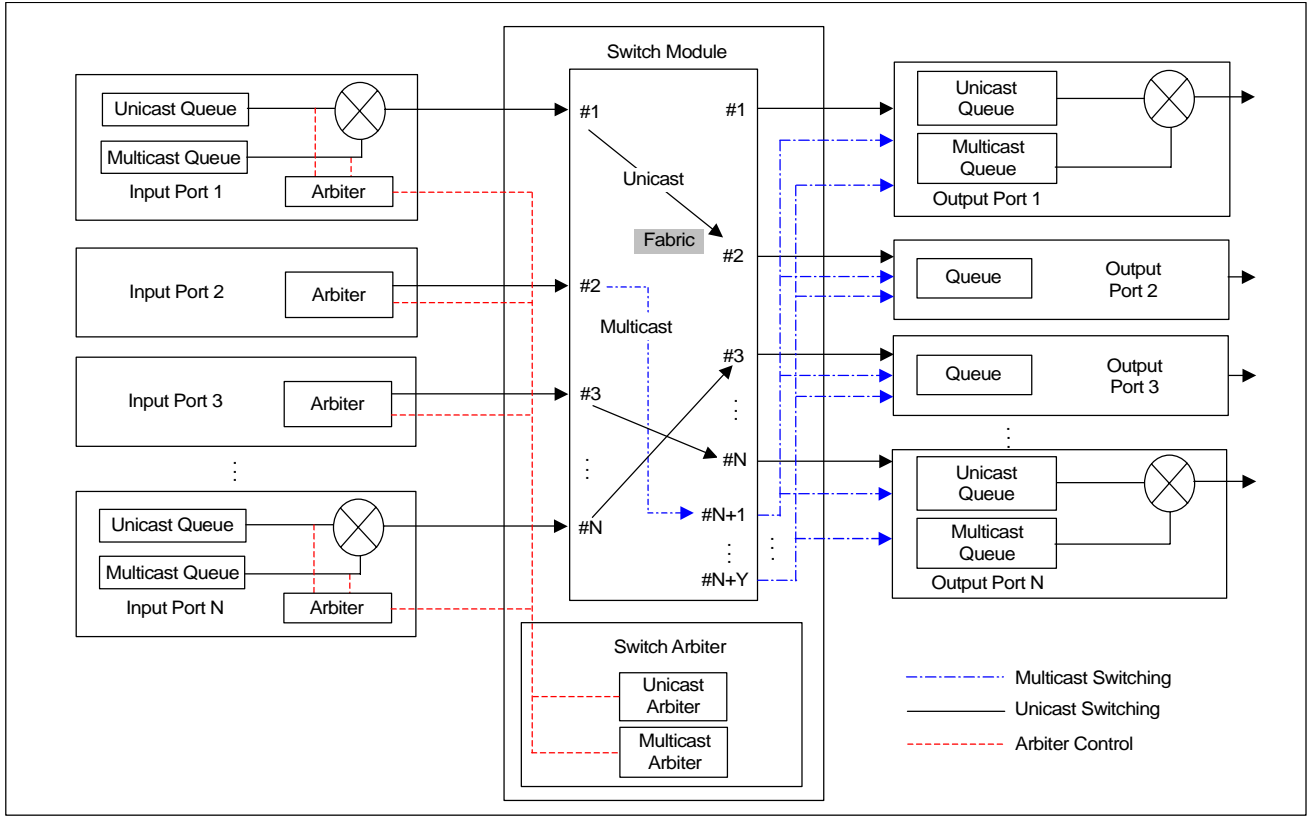 Switch Module
Unicast Queue
Multicast Queue
Input Port 1
Arbiter
Input Port 2
Arbiter
Input Port 3
Arbiter
⋮
Unicast Queue
Multicast Queue
Input Port N
Arbiter
#1
#2
#3
⋮
#N
Unicast
Fabric
Multicast
#1
#2
#3
⋮
#N
#N+1
⋮
⋮
#N+Y
Switch Arbiter
Unicast
Arbiter
Multicast
Arbiter
Unicast
Queue
Multicast
Queue
Output Port 1
Queue
Output
Port 2
Queue
Output
Port 3
⋮
Unicast
Queue
Multicast
Queue
Output Port N
Multicast Switching
Unicast Switching
Arbiter Control